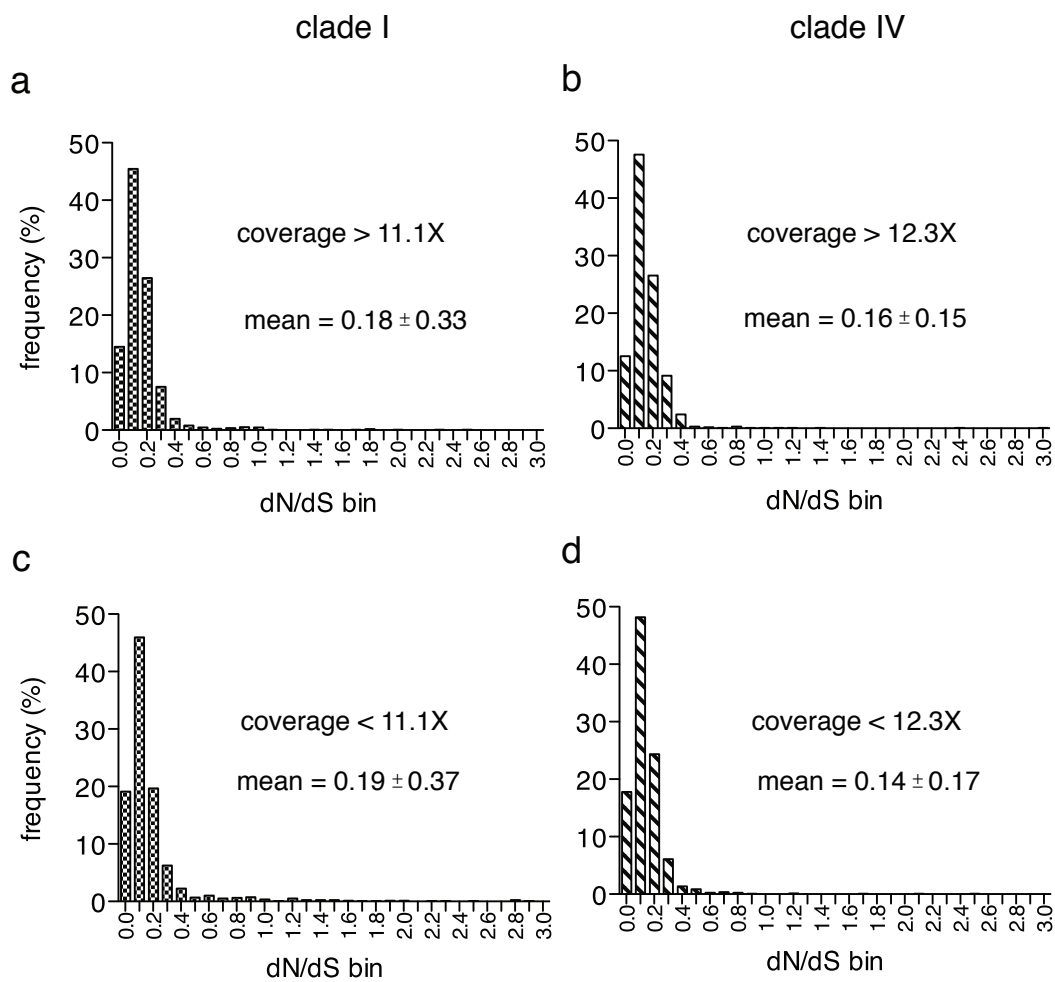 clade I
clade IV
a
b
50
40
30
20
10
0
frequency (%)
coverage > 11.1X
mean = 0.18 ± 0.33
0.0 0.2 0.4 0.6 0.8 1.0 1.2 1.4 1.6 1.8 2.0 2.2 2.4 2.6 2.8 3.0
dN/dS bin
50
40
30
20
10
0
coverage > 12.3X
mean = 0.16 ± 0.15
0.0 0.2 0.4 0.6 0.8 1.0 1.2 1.4 1.6 1.8 2.0 2.2 2.4 2.6 2.8 3.0
dN/dS bin
c
d
50
40
30
20
10
0
frequency (%)
coverage < 11.1X
mean = 0.19 ± 0.37
0.0 0.2 0.4 0.6 0.8 1.0 1.2 1.4 1.6 1.8 2.0 2.2 2.4 2.6 2.8 3.0
dN/dS bin
50
40
30
20
10
0
coverage < 12.3X
mean = 0.14 ± 0.17
0.0 0.2 0.4 0.6 0.8 1.0 1.2 1.4 1.6 1.8 2.0 2.2 2.4 2.6 2.8 3.0
dN/dS bin